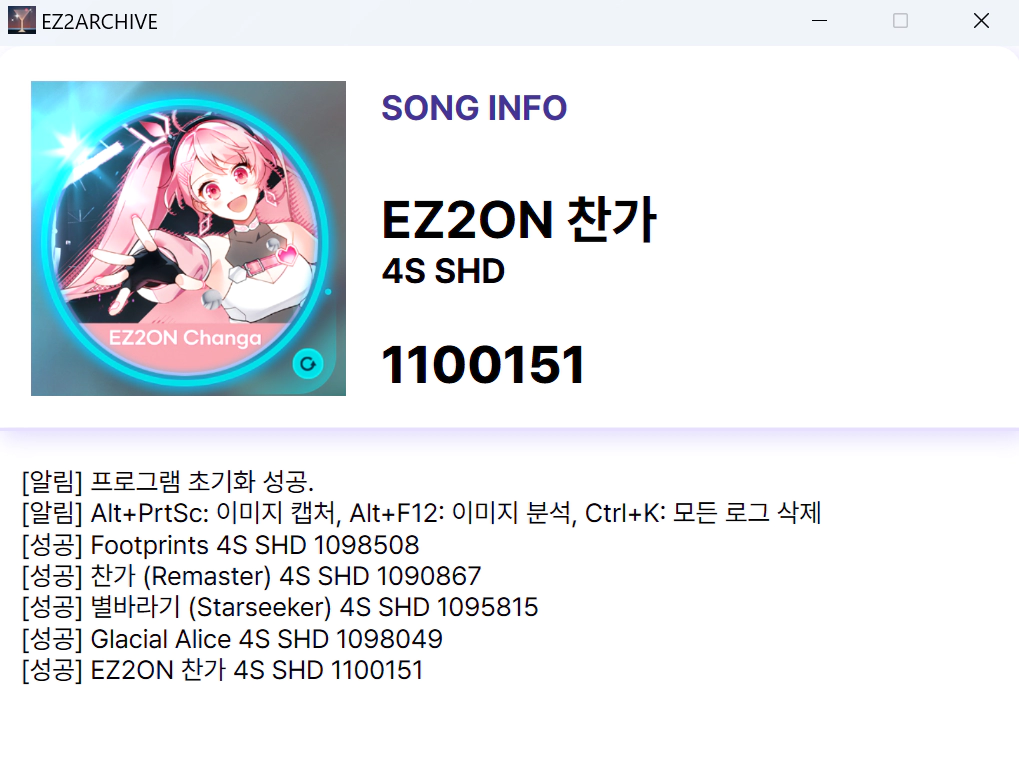 EZ2ARCHIVE
SONG INFO
EZ2ON 찬가
4S SHD
1100151
EZ2ON Changa
[알림] 프로그램 초기화 성공.
[알림] Alt+PrtSc: 이미지 캡처, Alt+F12: 이미지 분석, Ctrl+K: 모든 로그 삭제
[성공] Footprints 4S SHD 1098508
[성공] 찬가 (Remaster) 4S SHD 1090867
[성공] 별바라기 (Starseeker) 4S SHD 1095815
[성공] Glacial Alice 4S SHD 1098049
[성공] EZ2ON 찬가 4S SHD 1100151